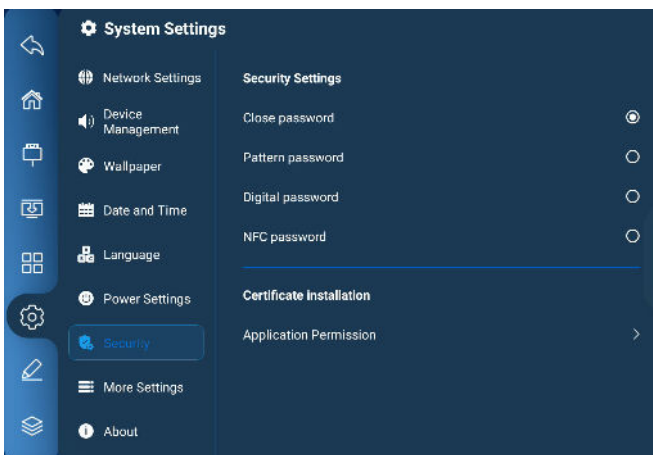 System Settings
Network Settings
Device
Management
Wallpaper
Date and Time
Language
Power Settings
Security
More Settings
About
Security Settings
Close password
Pattern password
Digital password
NFC password
Certificate installation
Application Permission